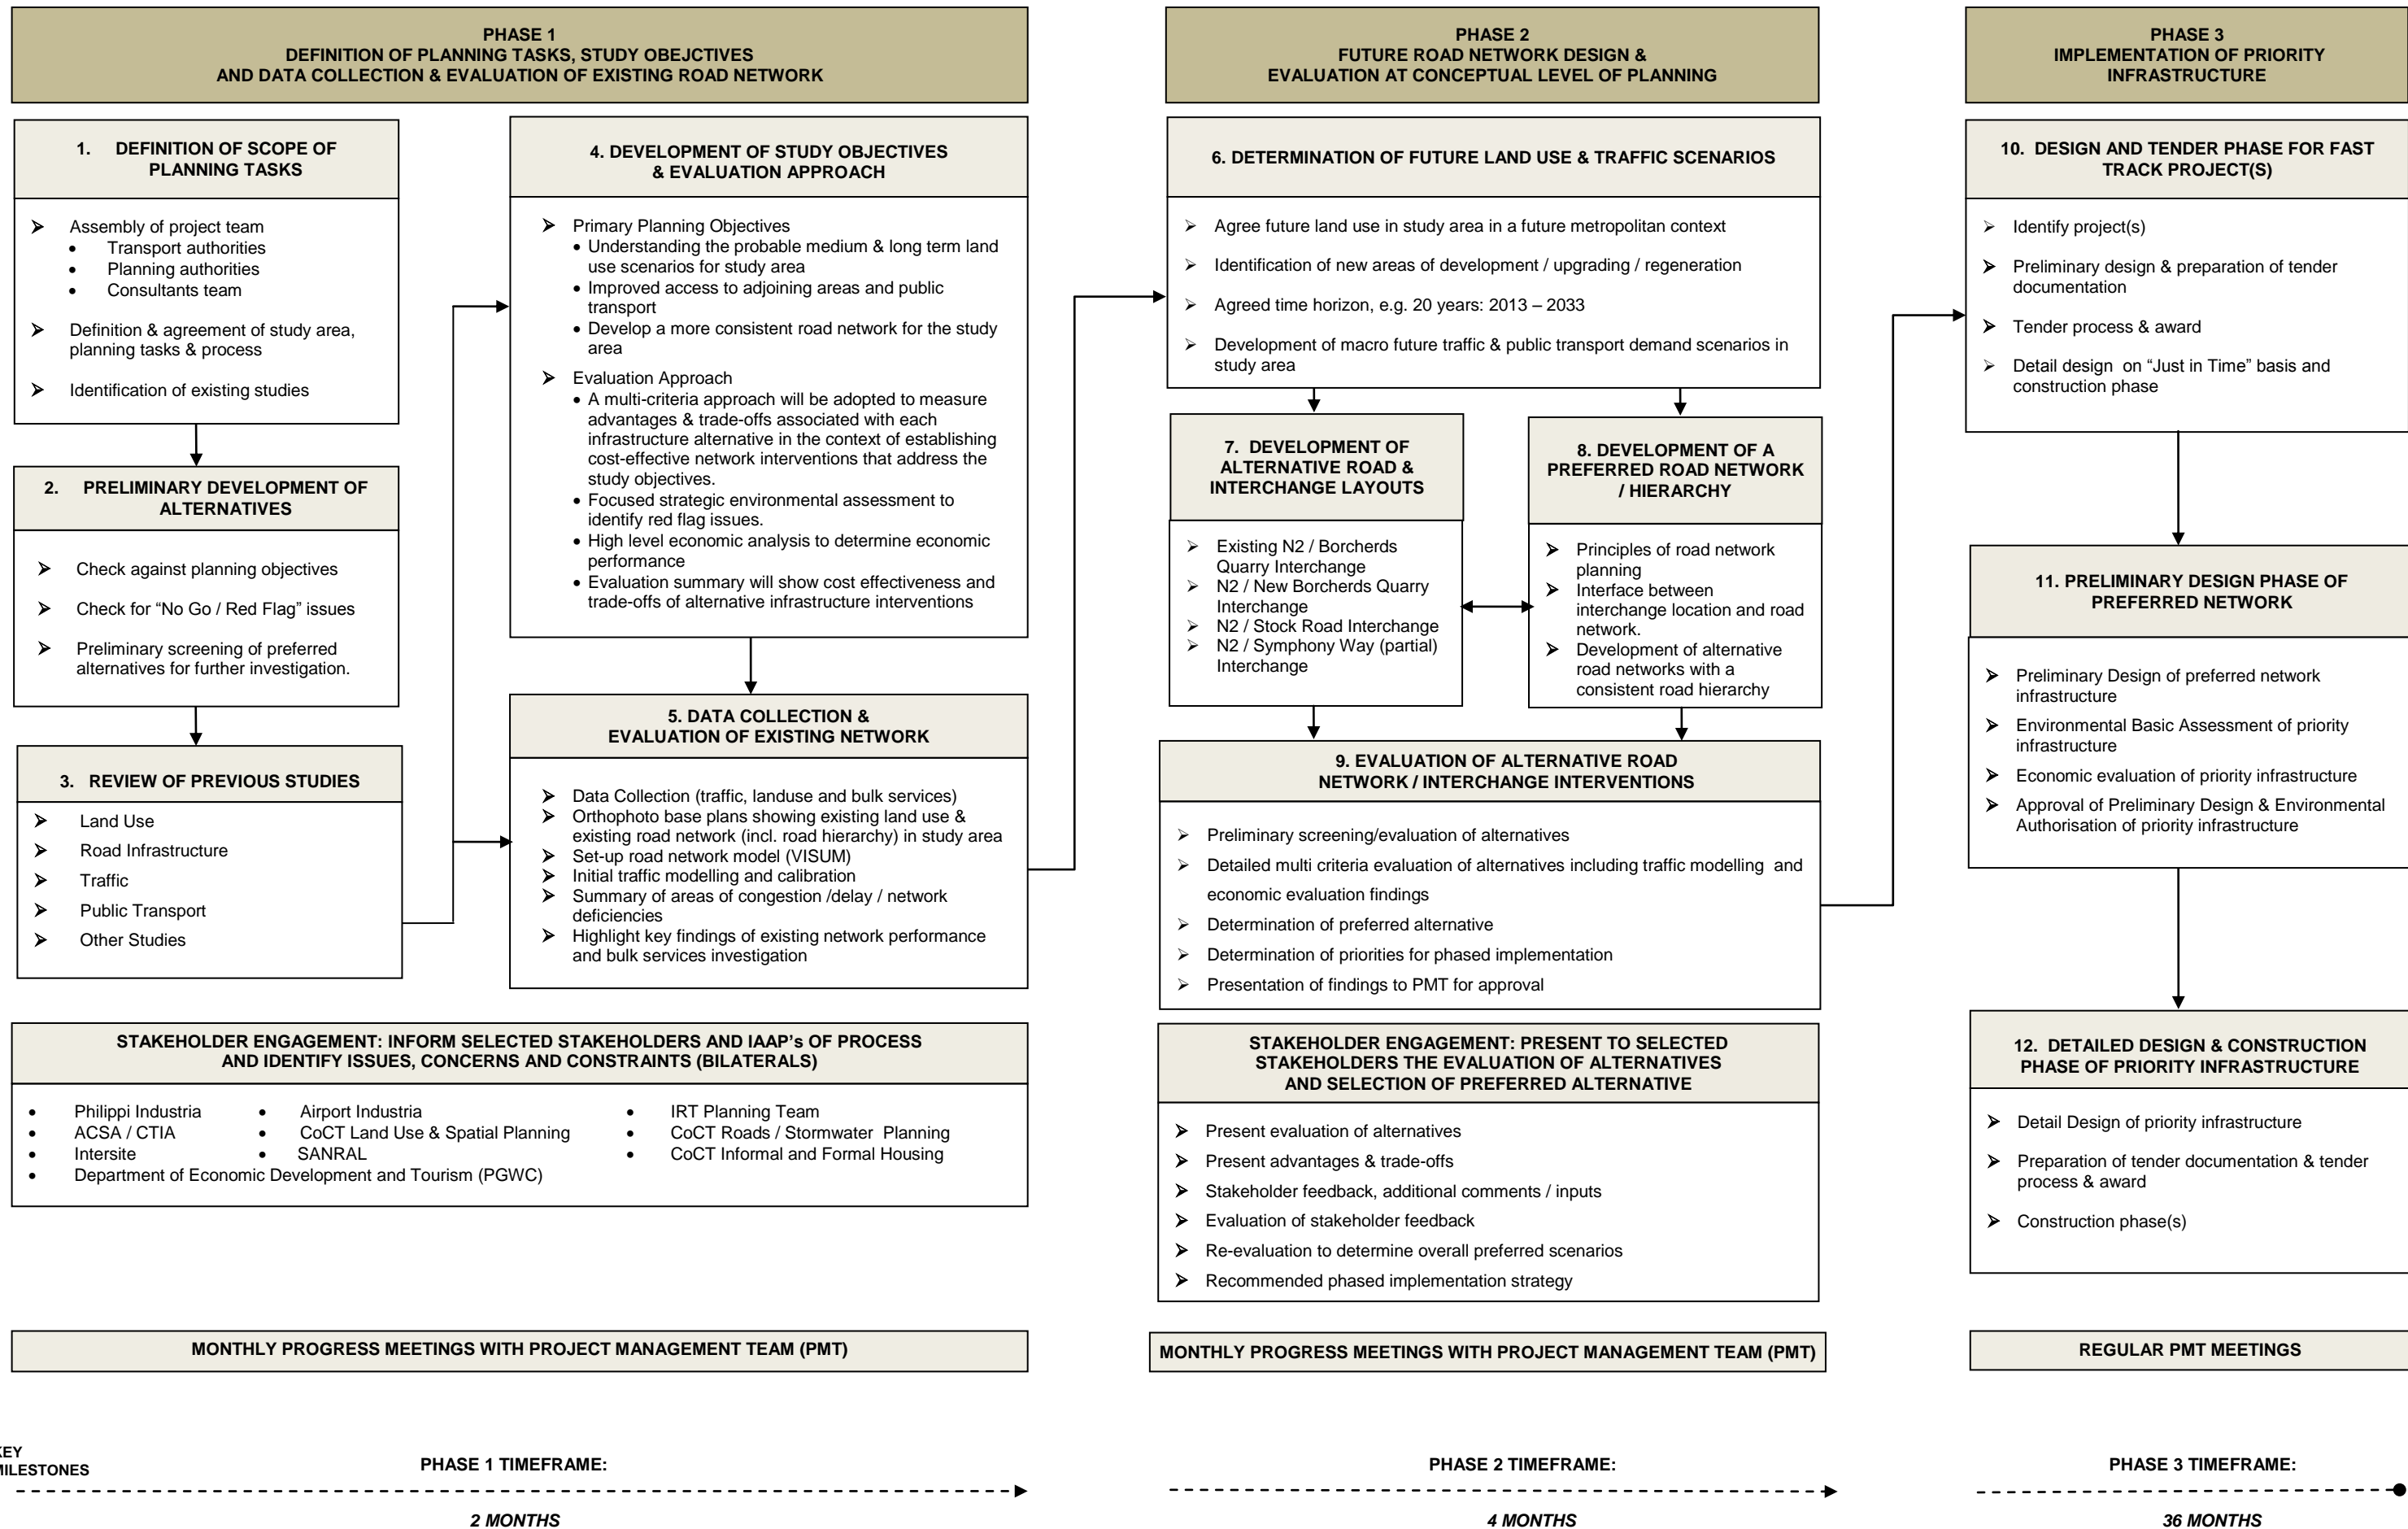 PHASE 1
DEFINITION OF PLANNING TASKS, STUDY OBEJCTIVES
AND DATA COLLECTION & EVALUATION OF EXISTING ROAD NETWORK
1. DEFINITION OF SCOPE OF
PLANNING TASKS
➢ Assembly of project team
• Transport authorities
• Planning authorities
• Consultants team
➢ Definition & agreement of study area,
planning tasks & process
➢ Identification of existing studies
2. PRELIMINARY DEVELOPMENT OF
ALTERNATIVES
➢ Check against planning objectives
➢ Check for “No Go / Red Flag” issues
➢ Preliminary screening of preferred
alternatives for further investigation.
3. REVIEW OF PREVIOUS STUDIES
➢ Land Use
➢ Road Infrastructure
➢ Traffic
➢ Public Transport
➢ Other Studies
4. DEVELOPMENT OF STUDY OBJECTIVES
& EVALUATION APPROACH
➢ Primary Planning Objectives
• Understanding the probable medium & long term land
use scenarios for study area
• Improved access to adjoining areas and public
transport
• Develop a more consistent road network for the study
area
➢ Evaluation Approach
• A multi-criteria approach will be adopted to measure
advantages & trade-offs associated with each
infrastructure alternative in the context of establishing
cost-effective network interventions that address the
study objectives.
• Focused strategic environmental assessment to
identify red flag issues.
• High level economic analysis to determine economic
performance
• Evaluation summary will show cost effectiveness and
trade-offs of alternative infrastructure interventions
5. DATA COLLECTION &
EVALUATION OF EXISTING NETWORK
➢ Data Collection (traffic, landuse and bulk services)
➢ Orthophoto base plans showing existing land use &
existing road network (incl. road hierarchy) in study area
➢ Set-up road network model (VISUM)
➢ Initial traffic modelling and calibration
➢ Summary of areas of congestion /delay / network
deficiencies
➢ Highlight key findings of existing network performance
and bulk services investigation
STAKEHOLDER ENGAGEMENT: INFORM SELECTED STAKEHOLDERS AND IAAP’s OF PROCESS
AND IDENTIFY ISSUES, CONCERNS AND CONSTRAINTS (BILATERALS)
• Philippi Industria • Airport Industria • IRT Planning Team
• ACSA / CTIA • CoCT Land Use & Spatial Planning • CoCT Roads / Stormwater Planning
• Intersite • SANRAL • CoCT Informal and Formal Housing
• Department of Economic Development and Tourism (PGWC)
MONTHLY PROGRESS MEETINGS WITH PROJECT MANAGEMENT TEAM (PMT)
PHASE 2
FUTURE ROAD NETWORK DESIGN &
EVALUATION AT CONCEPTUAL LEVEL OF PLANNING
6. DETERMINATION OF FUTURE LAND USE & TRAFFIC SCENARIOS
➢ Agree future land use in study area in a future metropolitan context
➢ Identification of new areas of development / upgrading / regeneration
➢ Agreed time horizon, e.g. 20 years: 2013 – 2033
➢ Development of macro future traffic & public transport demand scenarios in
study area
7. DEVELOPMENT OF
ALTERNATIVE ROAD &
INTERCHANGE LAYOUTS
➢ Existing N2 / Borcherds
Quarry Interchange
➢ N2 / New Borcherds Quarry
Interchange
➢ N2 / Stock Road Interchange
➢ N2 / Symphony Way (partial)
Interchange
8. DEVELOPMENT OF A
PREFERRED ROAD NETWORK
/ HIERARCHY
➢ Principles of road network
planning
➢ Interface between
interchange location and road
network.
➢ Development of alternative
road networks with a
consistent road hierarchy
9. EVALUATION OF ALTERNATIVE ROAD
NETWORK / INTERCHANGE INTERVENTIONS
➢ Preliminary screening/evaluation of alternatives
➢ Detailed multi criteria evaluation of alternatives including traffic modelling and
economic evaluation findings
➢ Determination of preferred alternative
➢ Determination of priorities for phased implementation
➢ Presentation of findings to PMT for approval
STAKEHOLDER ENGAGEMENT: PRESENT TO SELECTED
STAKEHOLDERS THE EVALUATION OF ALTERNATIVES
AND SELECTION OF PREFERRED ALTERNATIVE
➢ Present evaluation of alternatives
➢ Present advantages & trade-offs
➢ Stakeholder feedback, additional comments / inputs
➢ Evaluation of stakeholder feedback
➢ Re-evaluation to determine overall preferred scenarios
➢ Recommended phased implementation strategy
MONTHLY PROGRESS MEETINGS WITH PROJECT MANAGEMENT TEAM (PMT)
PHASE 3
IMPLEMENTATION OF PRIORITY
INFRASTRUCTURE
10. DESIGN AND TENDER PHASE FOR FAST
TRACK PROJECT(S)
➢ Identify project(s)
➢ Preliminary design & preparation of tender
documentation
➢ Tender process & award
➢ Detail design on “Just in Time” basis and
construction phase
11. PRELIMINARY DESIGN PHASE OF
PREFERRED NETWORK
➢ Preliminary Design of preferred network
infrastructure
➢ Environmental Basic Assessment of priority
infrastructure
➢ Economic evaluation of priority infrastructure
➢ Approval of Preliminary Design & Environmental
Authorisation of priority infrastructure
12. DETAILED DESIGN & CONSTRUCTION
PHASE OF PRIORITY INFRASTRUCTURE
➢ Detail Design of priority infrastructure
➢ Preparation of tender documentation & tender
process & award
➢ Construction phase(s)
REGULAR PMT MEETINGS
KEY
MILESTONES
PHASE 1 TIMEFRAME:
2 MONTHS
PHASE 2 TIMEFRAME:
4 MONTHS
PHASE 3 TIMEFRAME:
36 MONTHS